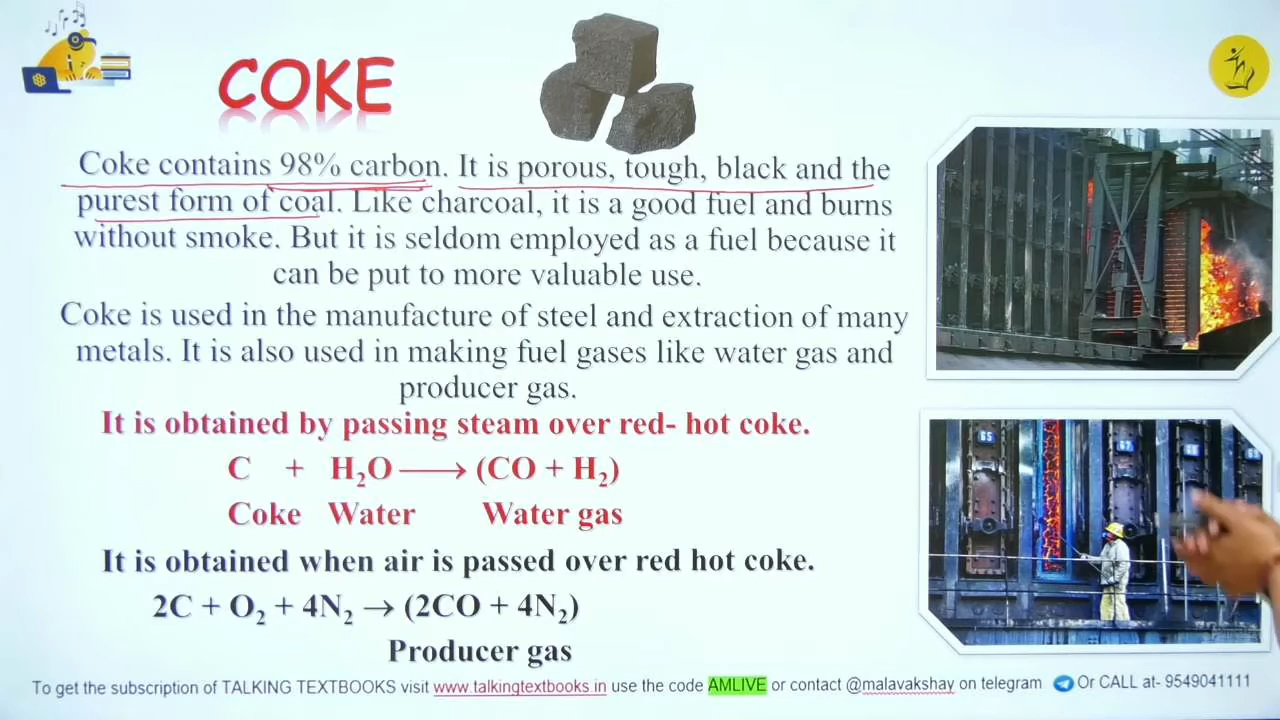 COKE
Coke contains 98% carbon. It is porous, tough, black and the
purest form of coal. Like charcoal, it is a good fuel and burns
without smoke. But it is seldom employed as a fuel because it
can be put to more valuable use.
Coke is used in the manufacture of steel and extraction of many
metals. It is also used in making fuel gases like water gas and
producer gas.
It is obtained by passing steam over red- hot coke.
C + H₂O ⟶ (CO + H₂)
Coke Water Water gas
It is obtained when air is passed over red hot coke.
2C + O₂ + 4N₂ → (2CO + 4N₂)
Producer gas
65
67
To get the subscription of TALKING TEXTBOOKS visit www.talkingtextbooks.in use the code AMLIVE or contact @malavakshay on telegram Or CALL at- 9549041111